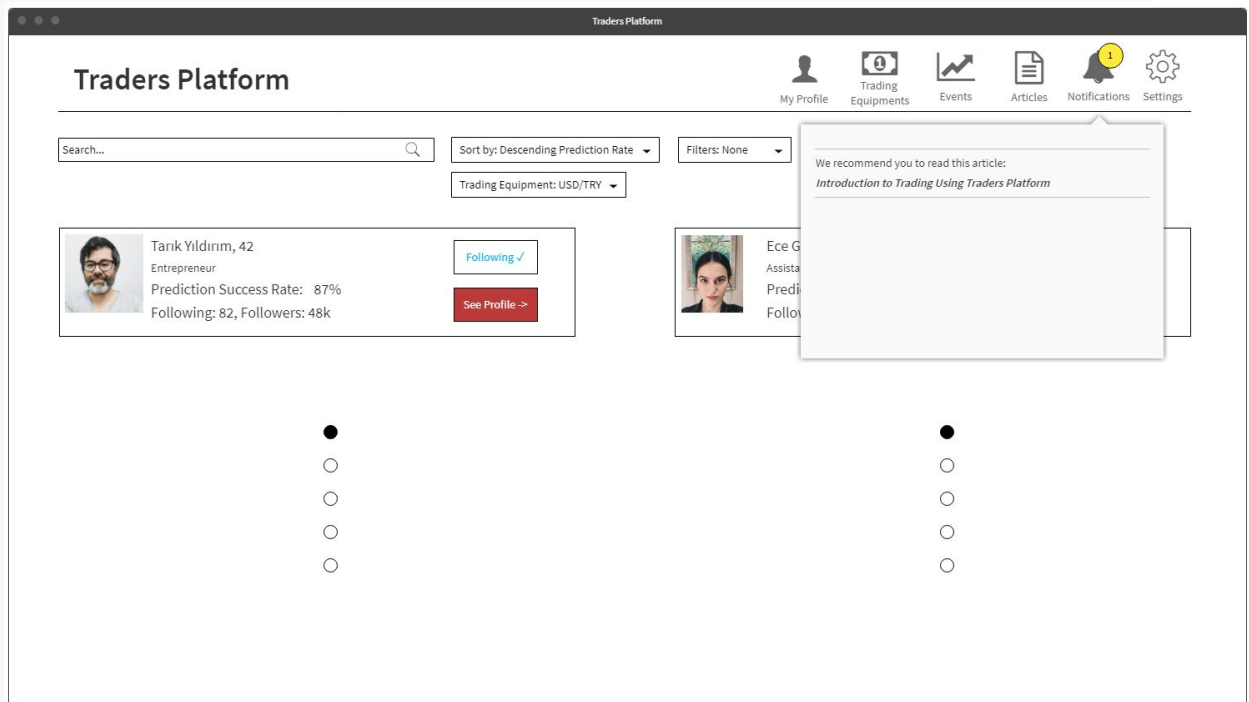 Traders Platform
Traders Platform
My Profile
Trading
Equipments
Events
Articles
1
Notifications
Settings
Search...
Sort by: Descending Prediction Rate
Filters: None
Trading Equipment: USD/TRY
We recommend you to read this article:
Introduction to Trading Using Traders Platform
Tarık Yıldırım, 42
Entrepreneur
Prediction Success Rate: 87%
Following: 82, Followers: 48k
Following ✓
See Profile ->
Ece G
Assista
Predi
Follow